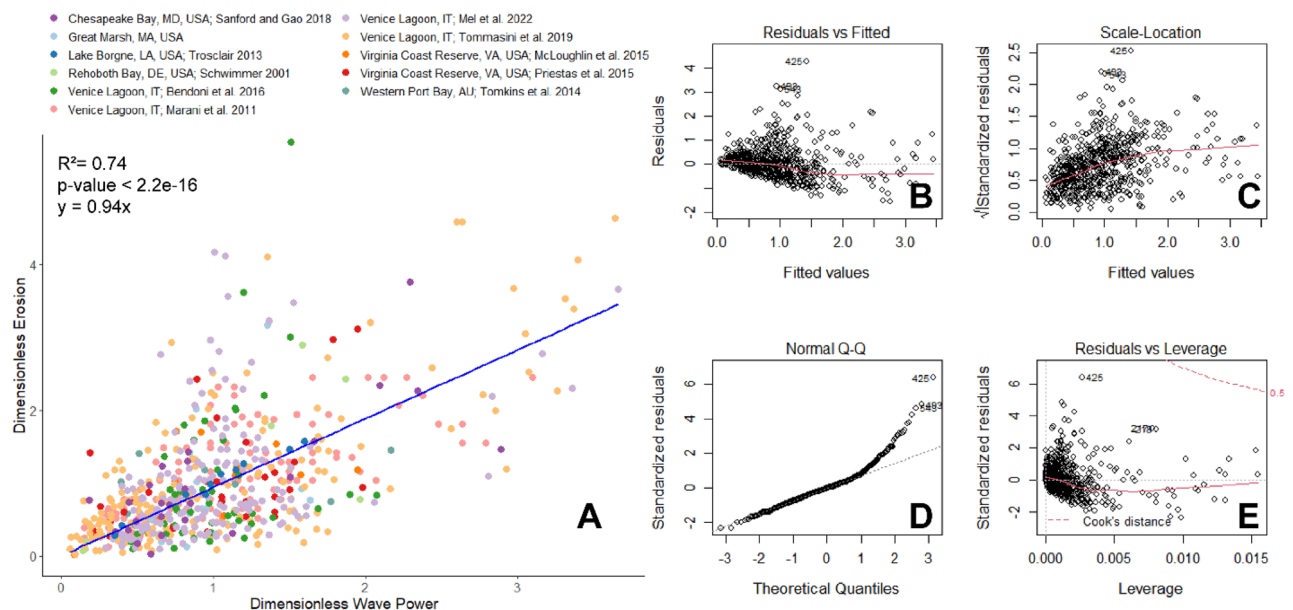 Chesapeake Bay, MD, USA; Sanford and Gao 2018
Great Marsh, MA, USA
Lake Borgne, LA, USA; Trosclair 2013
Rehoboth Bay, DE, USA; Schwimmer 2001
Venice Lagoon, IT; Bendoni et al. 2016
Venice Lagoon, IT; Marani et al. 2011
Venice Lagoon, IT; Mel et al. 2022
Venice Lagoon, IT; Tommasini et al. 2019
Virginia Coast Reserve, VA, USA; McLoughlin et al. 2015
Virginia Coast Reserve, VA, USA; Priestas et al. 2015
Western Port Bay, AU; Tomkins et al. 2014
R²= 0.74
p-value < 2.2e-16
y = 0.94x
Dimensionless Erosion
4
2
0
0 1 2 3
Dimensionless Wave Power
A
Residuals vs Fitted
Residuals
4
3
2
1
0
-2
425
0.0 1.0 2.0 3.0
Fitted values
B
Scale-Location
√|Standardized residuals
2.5
2.0
1.5
1.0
0.5
0.0
425
0.0 1.0 2.0 3.0
Fitted values
C
Normal Q-Q
Standardized residuals
6
4
2
0
-2
425
-3 -2 -1 0 1 2 3
Theoretical Quantiles
D
Residuals vs Leverage
Standardized residuals
6
4
2
0
-2
425
0.5
Cook's distance
0.000 0.005 0.010 0.015
Leverage
E